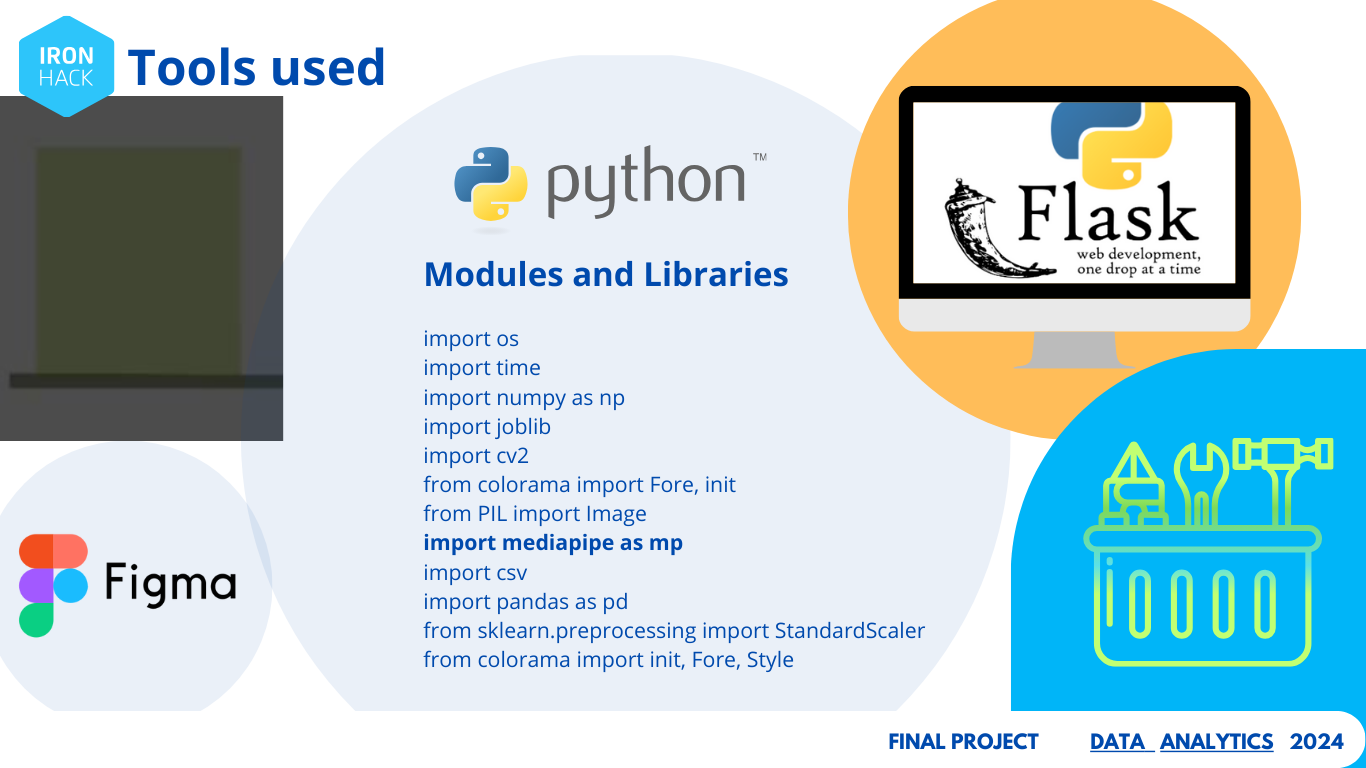 IRON
HACK
Tools used
python™
Flask
web development,
one drop at a time
Modules and Libraries
import os
import time
import numpy as np
import joblib
import cv2
from colorama import Fore, init
from PIL import Image
import mediapipe as mp
import csv
import pandas as pd
from sklearn.preprocessing import StandardScaler
from colorama import init, Fore, Style
Figma
FINAL PROJECT DATA_ ANALYTICS 2024